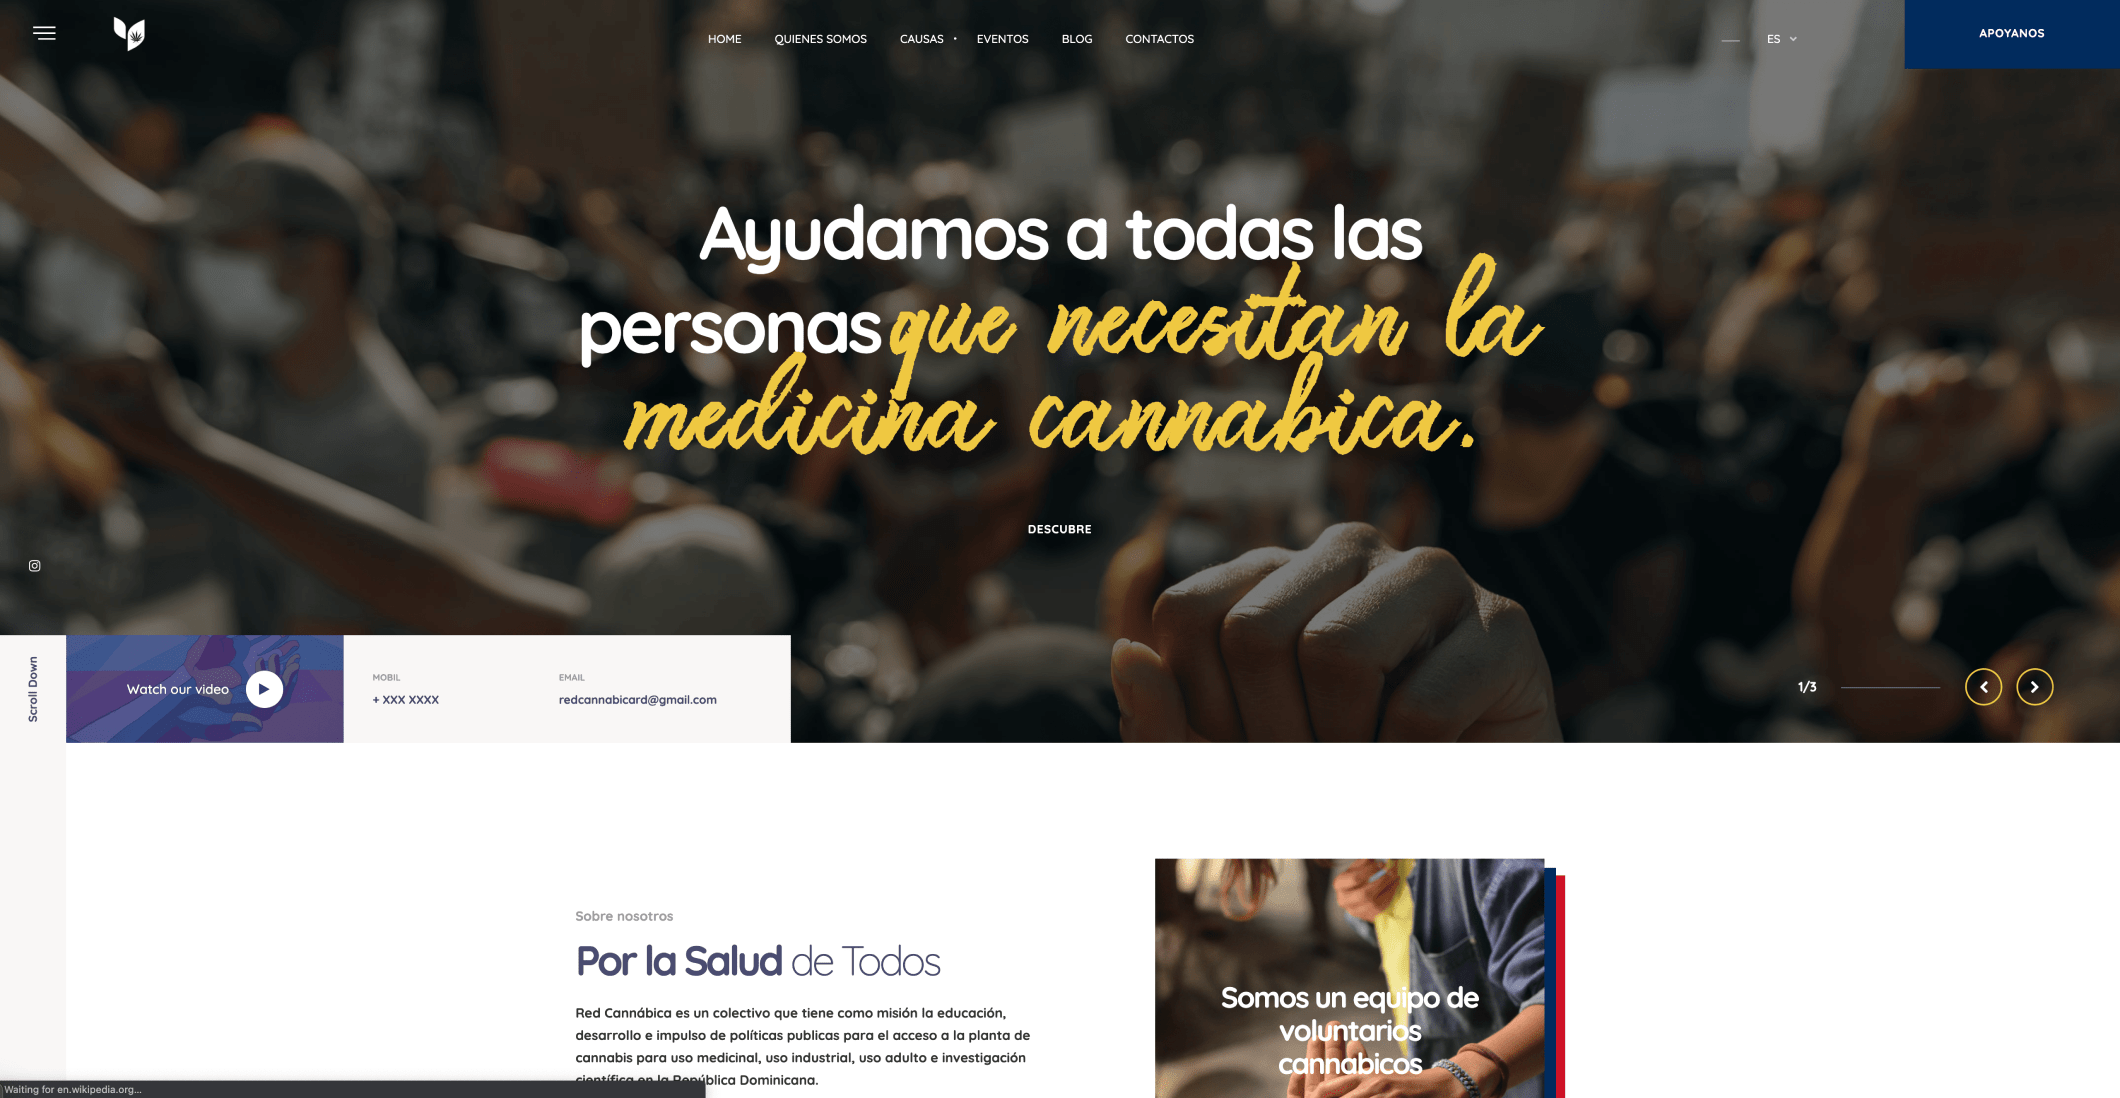 HOME QUIENES SOMOS CAUSAS • EVENTOS BLOG CONTACTOS
ES
APOYANOS
Ayudamos a todas las
personas que necesitan la
medicina cannabica.
DESCUBRE
Scroll Down
Watch our video
MOBIL
+ XXX XXXX
EMAIL
redcannabicard@gmail.com
1/3
Sobre nosotros
Por la Salud de Todos
Red Cannábica es un colectivo que tiene como misión la educación,
desarrollo e impulso de políticas publicas para el acceso a la planta de
cannabis para uso medicinal, uso industrial, uso adulto e investigación
científica en la República Dominicana.
Somos un equipo de
voluntarios
cannabicos
Waiting for en.wikipedia.org...